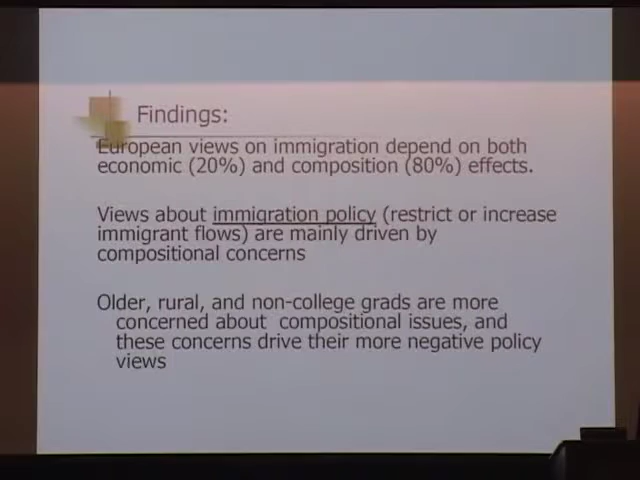 Findings:
European views on immigration depend on both
economic (20%) and composition (80%) effects.
Views about immigration policy (restrict or increase
immigrant flows) are mainly driven by
compositional concerns
Older, rural, and non-college grads are more
concerned about compositional issues, and
these concerns drive their more negative policy
views